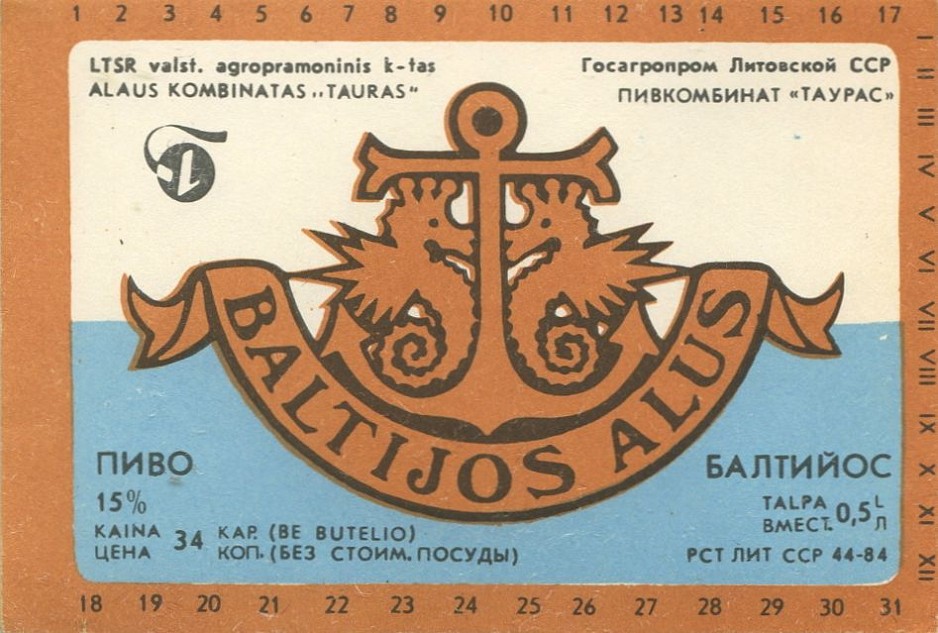 1 2 3 4 5 6 7 8 9 10 11 12 13 14 15 16 17
LTSR valst. agropramoninis k-tas
ALAUS KOMBINATAS „TAURAS“
Госагропром Литовской ССР
ПИВКОМБИНАТ «ТАУРАС»
BALTIJOS ALUS
ПИВО
15%
KAINA
ЦЕНА
34
KAP. (BE BUTELIO)
КОП. (БЕЗ СТОИМ. ПОСУДЫ)
БАЛТИЙОС
TALPA
ВМЕСТ.
0,5
L
Л
РСТ ЛИТ ССР 44-84
I II III IV V VI VII VIII IX X XI XII
18 19 20 21 22 23 24 25 26 27 28 29 30 31